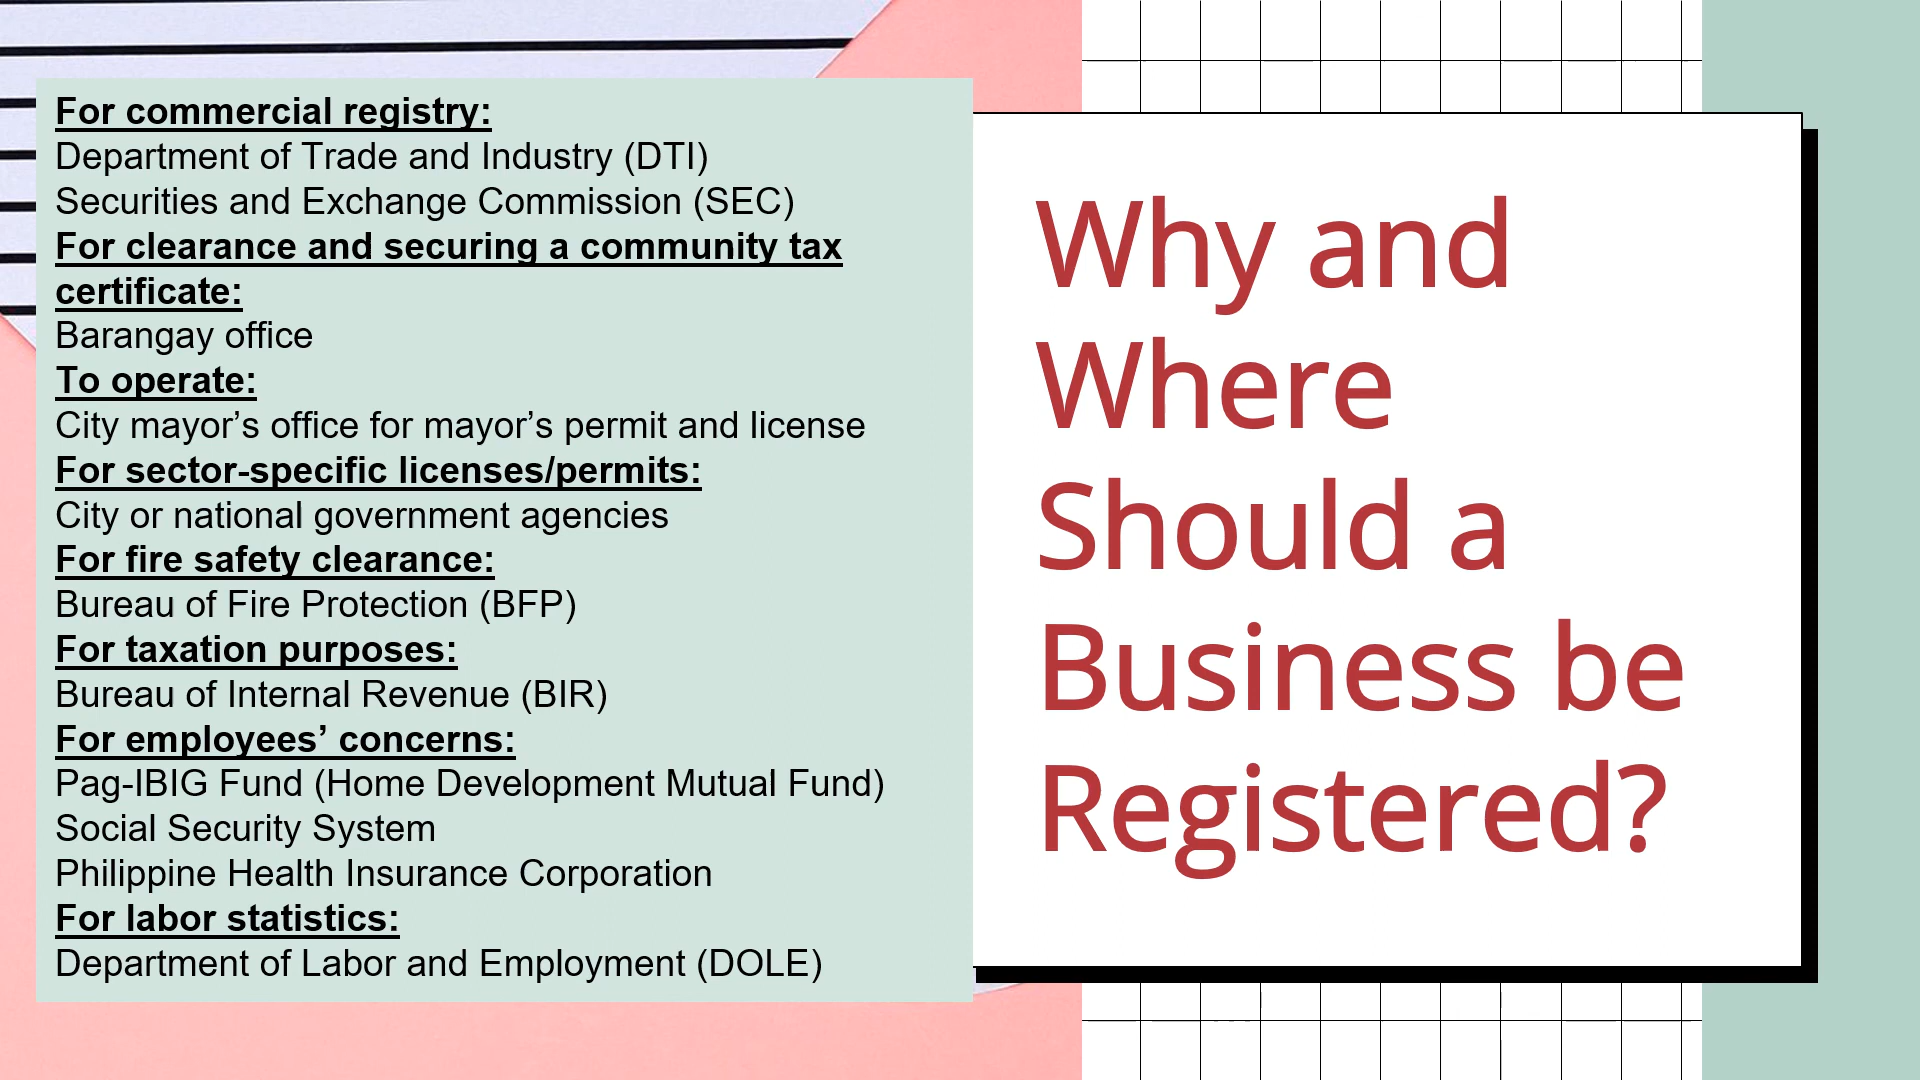 For commercial registry:
Department of Trade and Industry (DTI)
Securities and Exchange Commission (SEC)
For clearance and securing a community tax
certificate:
Barangay office
To operate:
City mayor’s office for mayor’s permit and license
For sector-specific licenses/permits:
City or national government agencies
For fire safety clearance:
Bureau of Fire Protection (BFP)
For taxation purposes:
Bureau of Internal Revenue (BIR)
For employees’ concerns:
Pag-IBIG Fund (Home Development Mutual Fund)
Social Security System
Philippine Health Insurance Corporation
For labor statistics:
Department of Labor and Employment (DOLE)
Why and
Where
Should a
Business be
Registered?